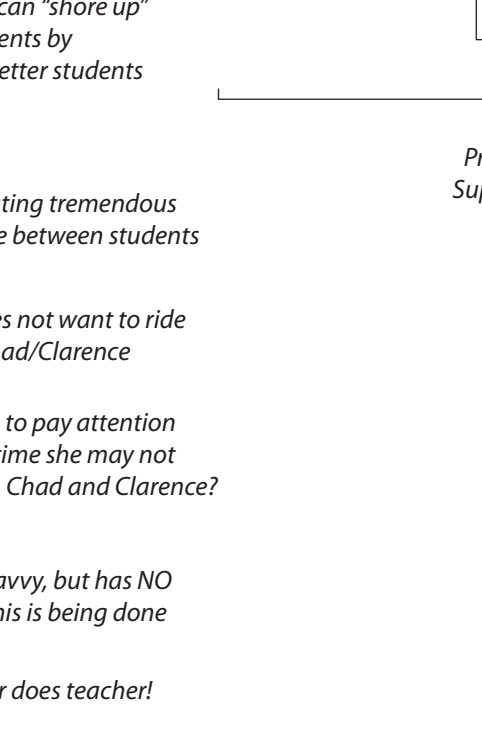 can “shore up”
ents by
etter students
ting tremendous
e between students
es not want to ride
ad/Clarence
to pay attention
time she may not
Chad and Clarence?
avvy, but has NO
his is being done
r does teacher!
Pr
Sup